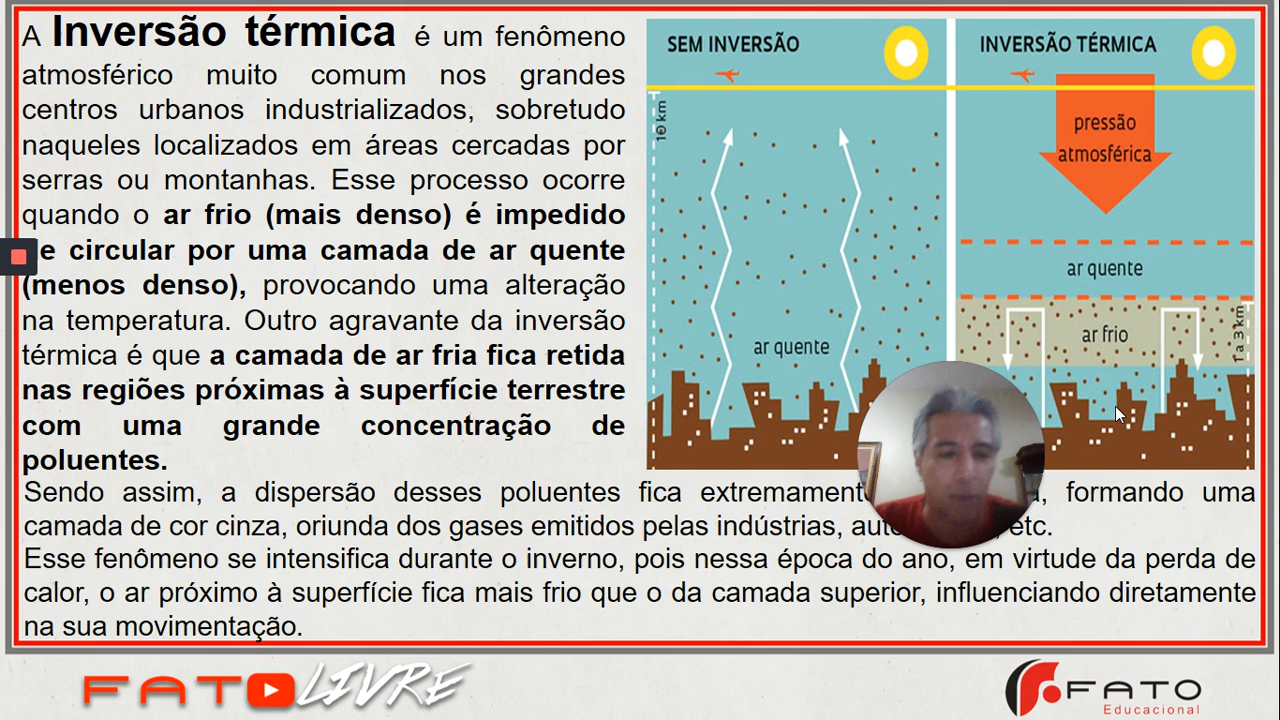 A Inversão térmica é um fenômeno
atmosférico muito comum nos grandes
centros urbanos industrializados, sobretudo
naqueles localizados em áreas cercadas por
serras ou montanhas. Esse processo ocorre
quando o ar frio (mais denso) é impedido
e circular por uma camada de ar quente
(menos denso), provocando uma alteração
na temperatura. Outro agravante da inversão
térmica é que a camada de ar fria fica retida
nas regiões próximas à superfície terrestre
com uma grande concentração de
poluentes.
SEM INVERSÃO
10 km
ar quente
INVERSÃO TÉRMICA
pressão
atmosférica
ar quente
ar frio
1 a 3 km
Sendo assim, a dispersão desses poluentes fica formando uma
camada de cor cinza, oriunda dos gases emitidos pelas indústrias, etc.
Esse fenômeno se intensifica durante o inverno, pois nessa época do ano, em virtude da perda de
calor, o ar próximo à superfície fica mais frio que o da camada superior, influenciando diretamente
na sua movimentação.
FATO LIVRE
FATO
Educacional